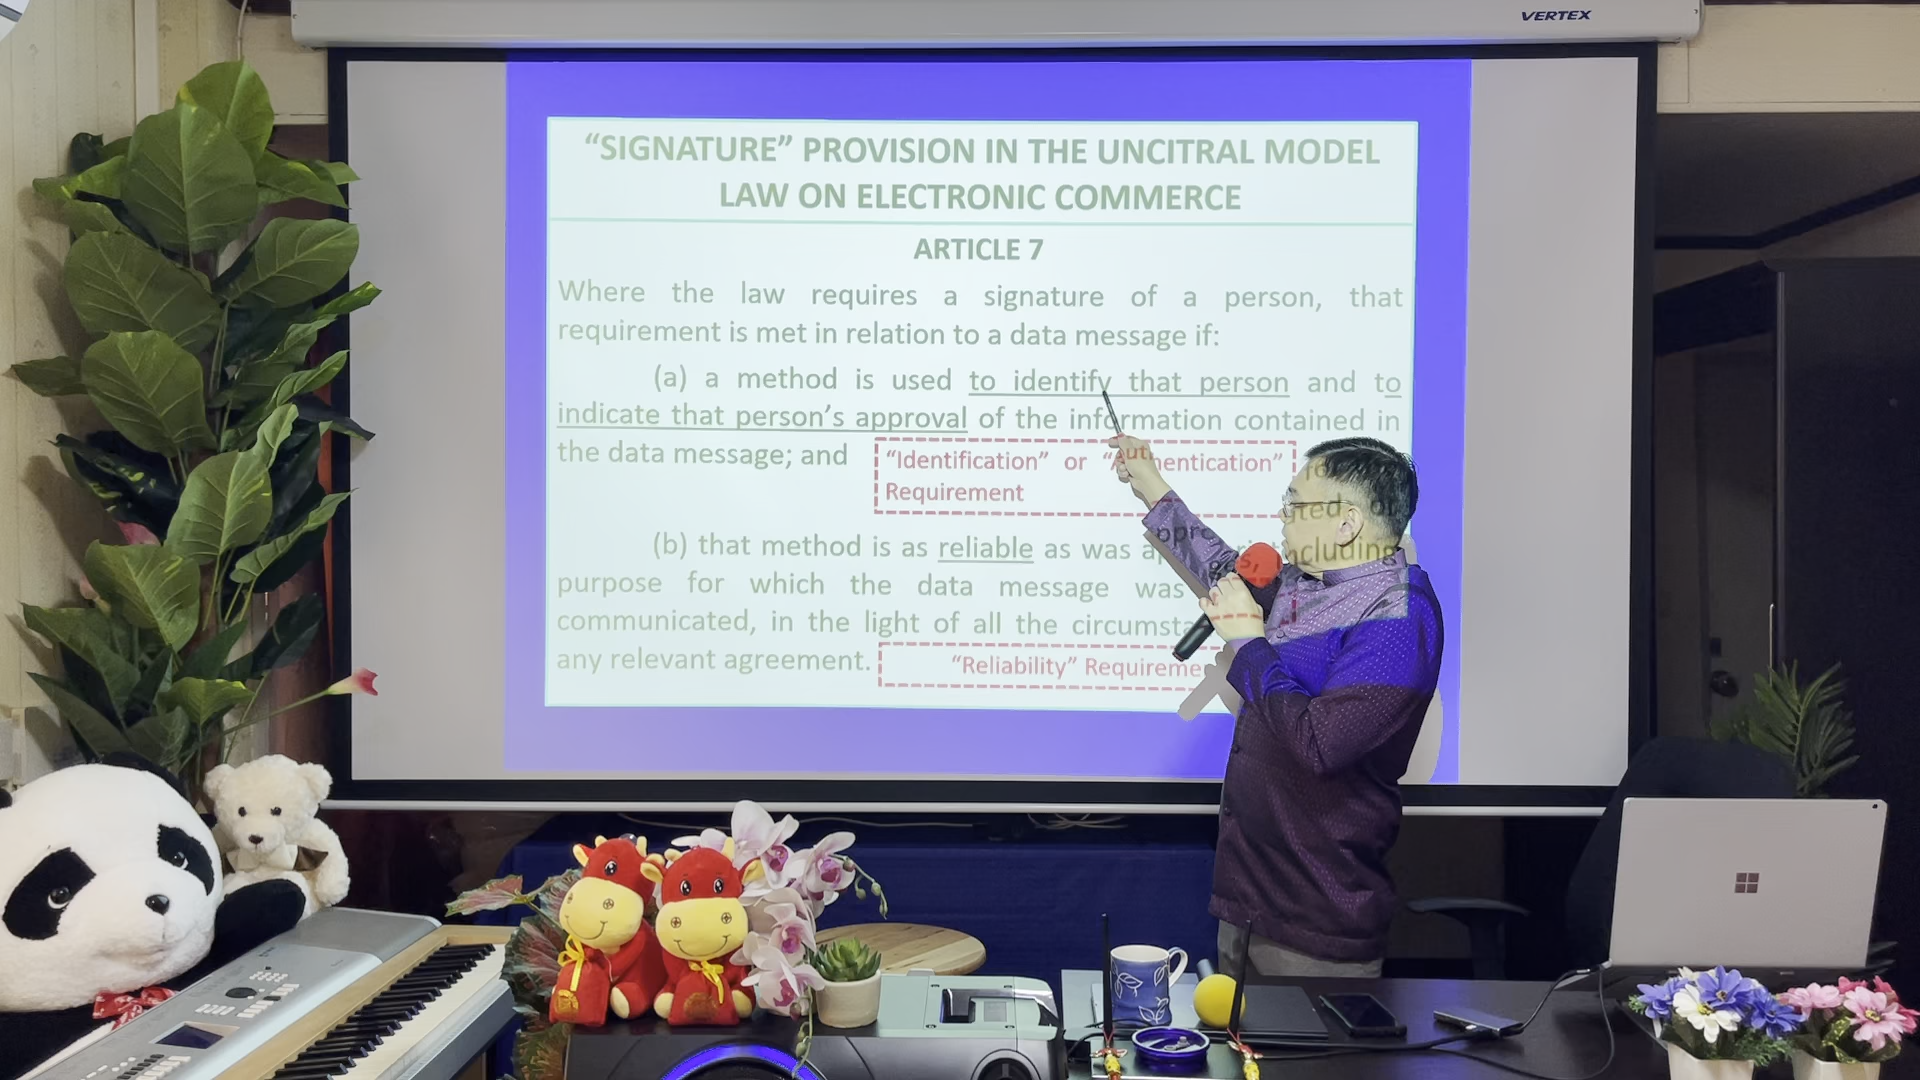 VERTEX
“SIGNATURE” PROVISION IN THE UNCITRAL MODEL
LAW ON ELECTRONIC COMMERCE
ARTICLE 7
Where the law requires a signature of a person, that
requirement is met in relation to a data message if:
(a) a method is used to identify that person and to
indicate that person’s approval of the information contained in
the data message; and
“Identification” or “Authentication”
Requirement
(b) that method is as reliable as was
purpose for which the data message was
communicated, in the light of all the
including
any relevant agreement.
“Reliability”